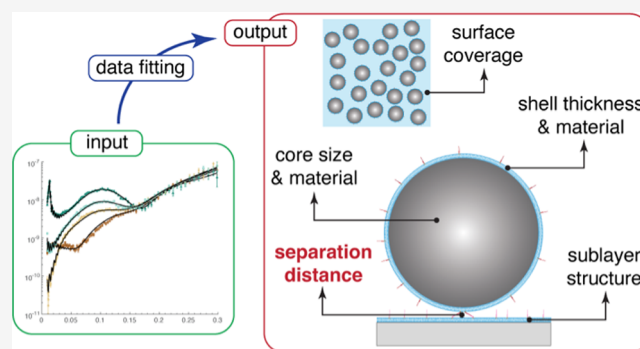 output
data fitting
input
10⁻⁷
10⁻⁸
10⁻⁹
10⁻¹⁰
10⁻¹¹
0
0.05
0.1
0.15
0.2
0.25
0.3
surface
coverage
shell thickness
& material
core size
& material
separation
distance
sublayer
structure